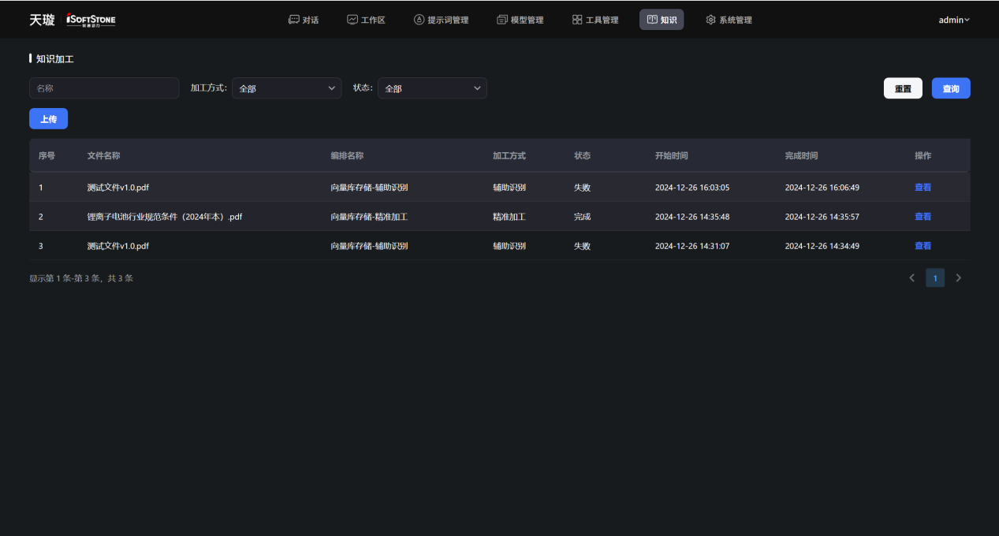 天璇 iSoftStone 软通动力 对话 工作区 提示词管理 模型管理 工具管理 知识 系统管理 admin
知识加工
名称 加工方式: 全部 状态: 全部 重置 查询
上传
序号 文件名称 编排名称 加工方式 状态 开始时间 完成时间 操作
1 测试文件v1.0.pdf 向量库存储-辅助识别 辅助识别 失败 2024-12-26 16:03:05 2024-12-26 16:06:49 查看
2 锂离子电池行业规范条件（2024年本）.pdf 向量库存储-精准加工 精准加工 完成 2024-12-26 14:35:48 2024-12-26 14:35:57 查看
3 测试文件v1.0.pdf 向量库存储-辅助识别 辅助识别 失败 2024-12-26 14:31:07 2024-12-26 14:34:49 查看
显示第 1 条-第 3 条，共 3 条 1